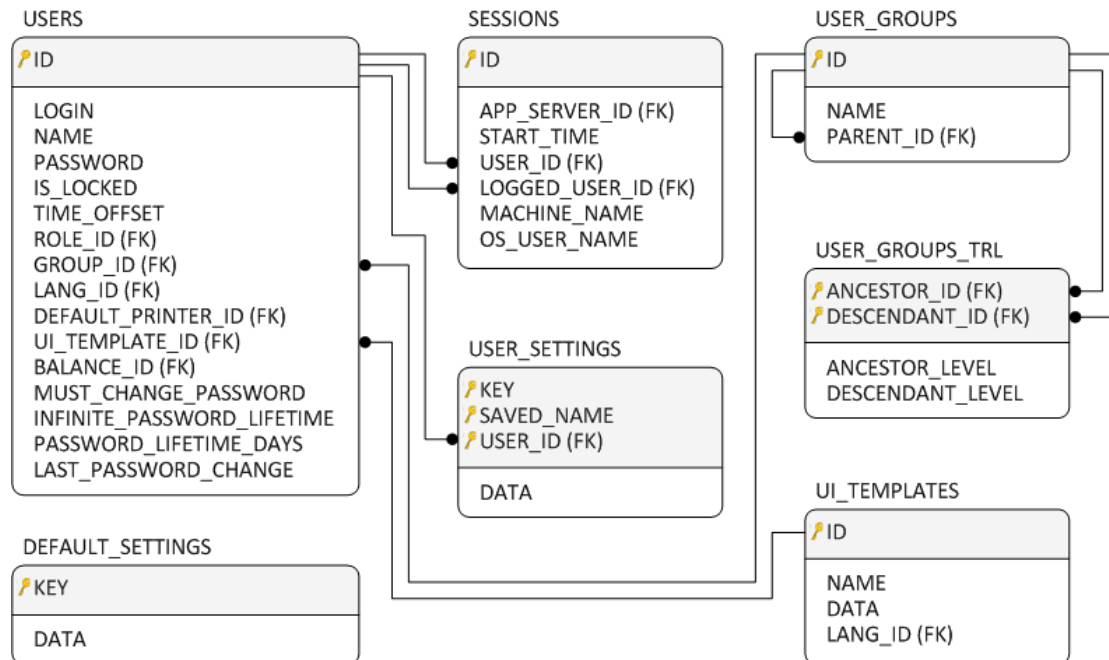 USERS
ID
LOGIN
NAME
PASSWORD
IS_LOCKED
TIME_OFFSET
ROLE_ID (FK)
GROUP_ID (FK)
LANG_ID (FK)
DEFAULT_PRINTER_ID (FK)
UI_TEMPLATE_ID (FK)
BALANCE_ID (FK)
MUST_CHANGE_PASSWORD
INFINITE_PASSWORD_LIFETIME
PASSWORD_LIFETIME_DAYS
LAST_PASSWORD_CHANGE
DEFAULT_SETTINGS
KEY
DATA
SESSIONS
ID
APP_SERVER_ID (FK)
START_TIME
USER_ID (FK)
LOGGED_USER_ID (FK)
MACHINE_NAME
OS_USER_NAME
USER_SETTINGS
KEY
SAVED_NAME
USER_ID (FK)
DATA
USER_GROUPS
ID
NAME
PARENT_ID (FK)
USER_GROUPS_TRL
ANCESTOR_ID (FK)
DESCENDANT_ID (FK)
ANCESTOR_LEVEL
DESCENDANT_LEVEL
UI_TEMPLATES
ID
NAME
DATA
LANG_ID (FK)